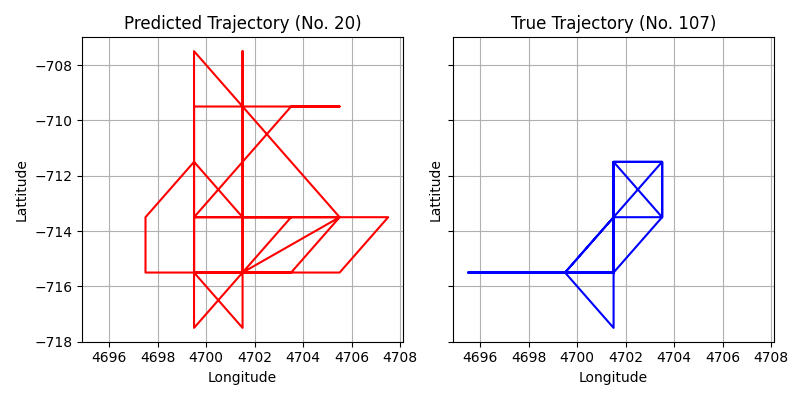 Predicted Trajectory (No. 20)
True Trajectory (No. 107)
Lattitude
−708
−710
−712
−714
−716
−718
4696 4698 4700 4702 4704 4706 4708
Longitude
Lattitude
4696 4698 4700 4702 4704 4706 4708
Longitude